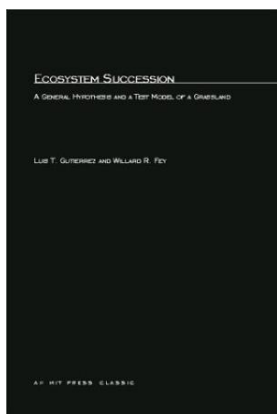 ECOSYSTEM SUCCESSION
A GENERAL HYPOTHESIS AND A TEST MODEL OF A GRASSLAND
LUIS T. GUTIERREZ AND WILLARD R. FEY
AN MIT PRESS CLASSIC